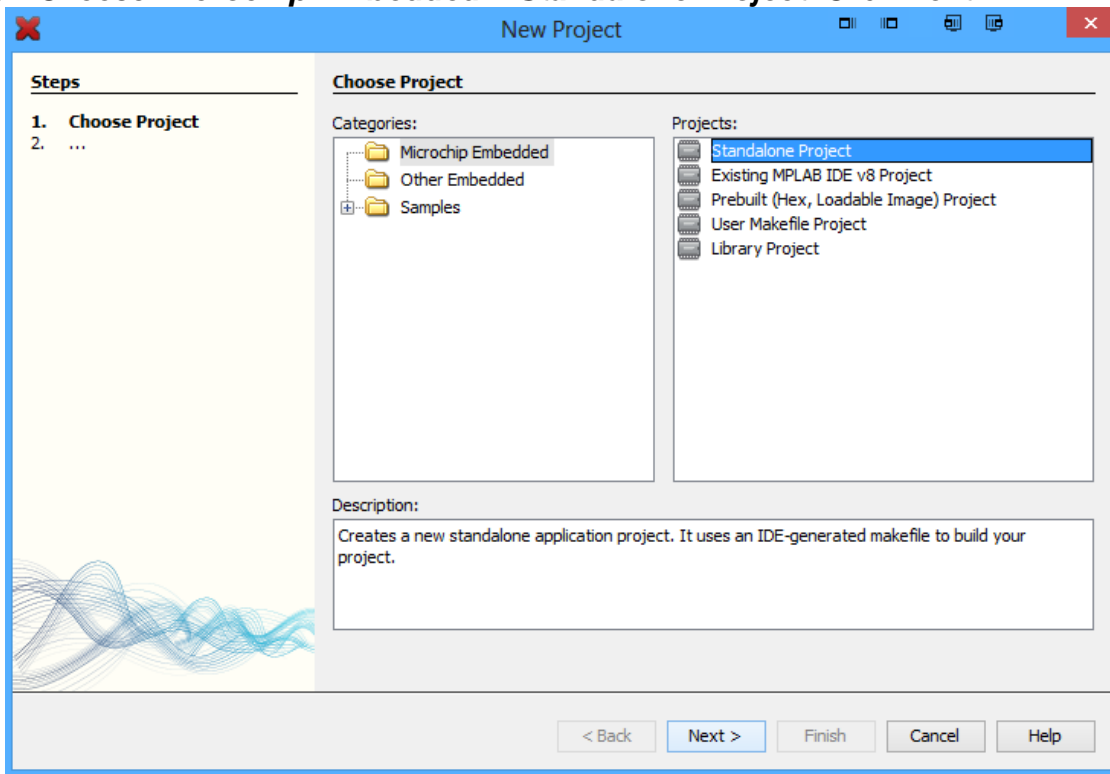 New Project
Steps
1. Choose Project
2. ...
Choose Project
Categories:
Microchip Embedded
Other Embedded
Samples
Projects:
Standalone Project
Existing MPLAB IDE v8 Project
Prebuilt (Hex, Loadable Image) Project
User Makefile Project
Library Project
Description:
Creates a new standalone application project. It uses an IDE-generated makefile to build your
project.
< Back Next > Finish Cancel Help